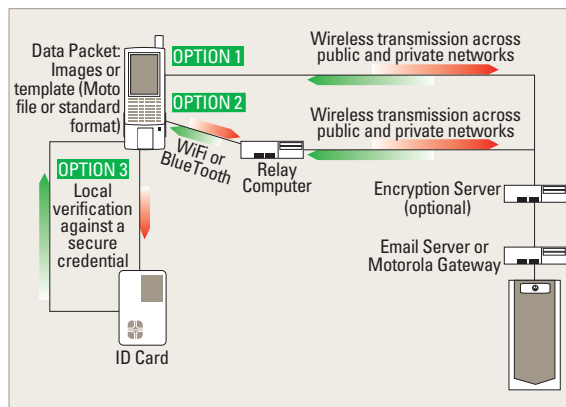 Data Packet:
Images or
template (Moto
file or standard
format)
OPTION 1
Wireless transmission across
public and private networks
OPTION 2
WiFi or
BlueTooth
Relay
Computer
Wireless transmission across
public and private networks
OPTION 3
Local
verification
against a
secure
credential
ID Card
Encryption Server
(optional)
Email Server or
Motorola Gateway